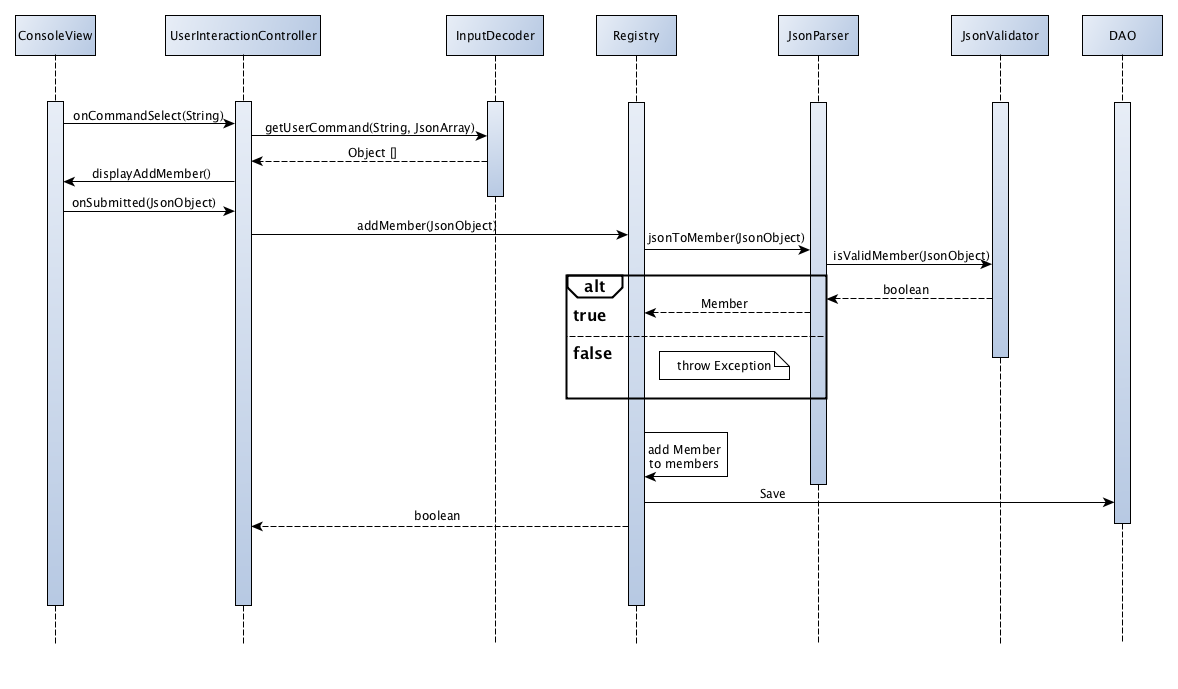 ConsoleView
UserInteractionController
InputDecoder
Registry
JsonParser
JsonValidator
DAO
onCommandSelect(String)
getUserCommand(String, JsonArray)
Object []
displayAddMember()
onSubmitted(JsonObject)
addMember(JsonObject)
jsonToMember(JsonObject)
isValidMember(JsonObject)
alt
boolean
Member
true
false
throw Exception
add Member
to members
Save
boolean